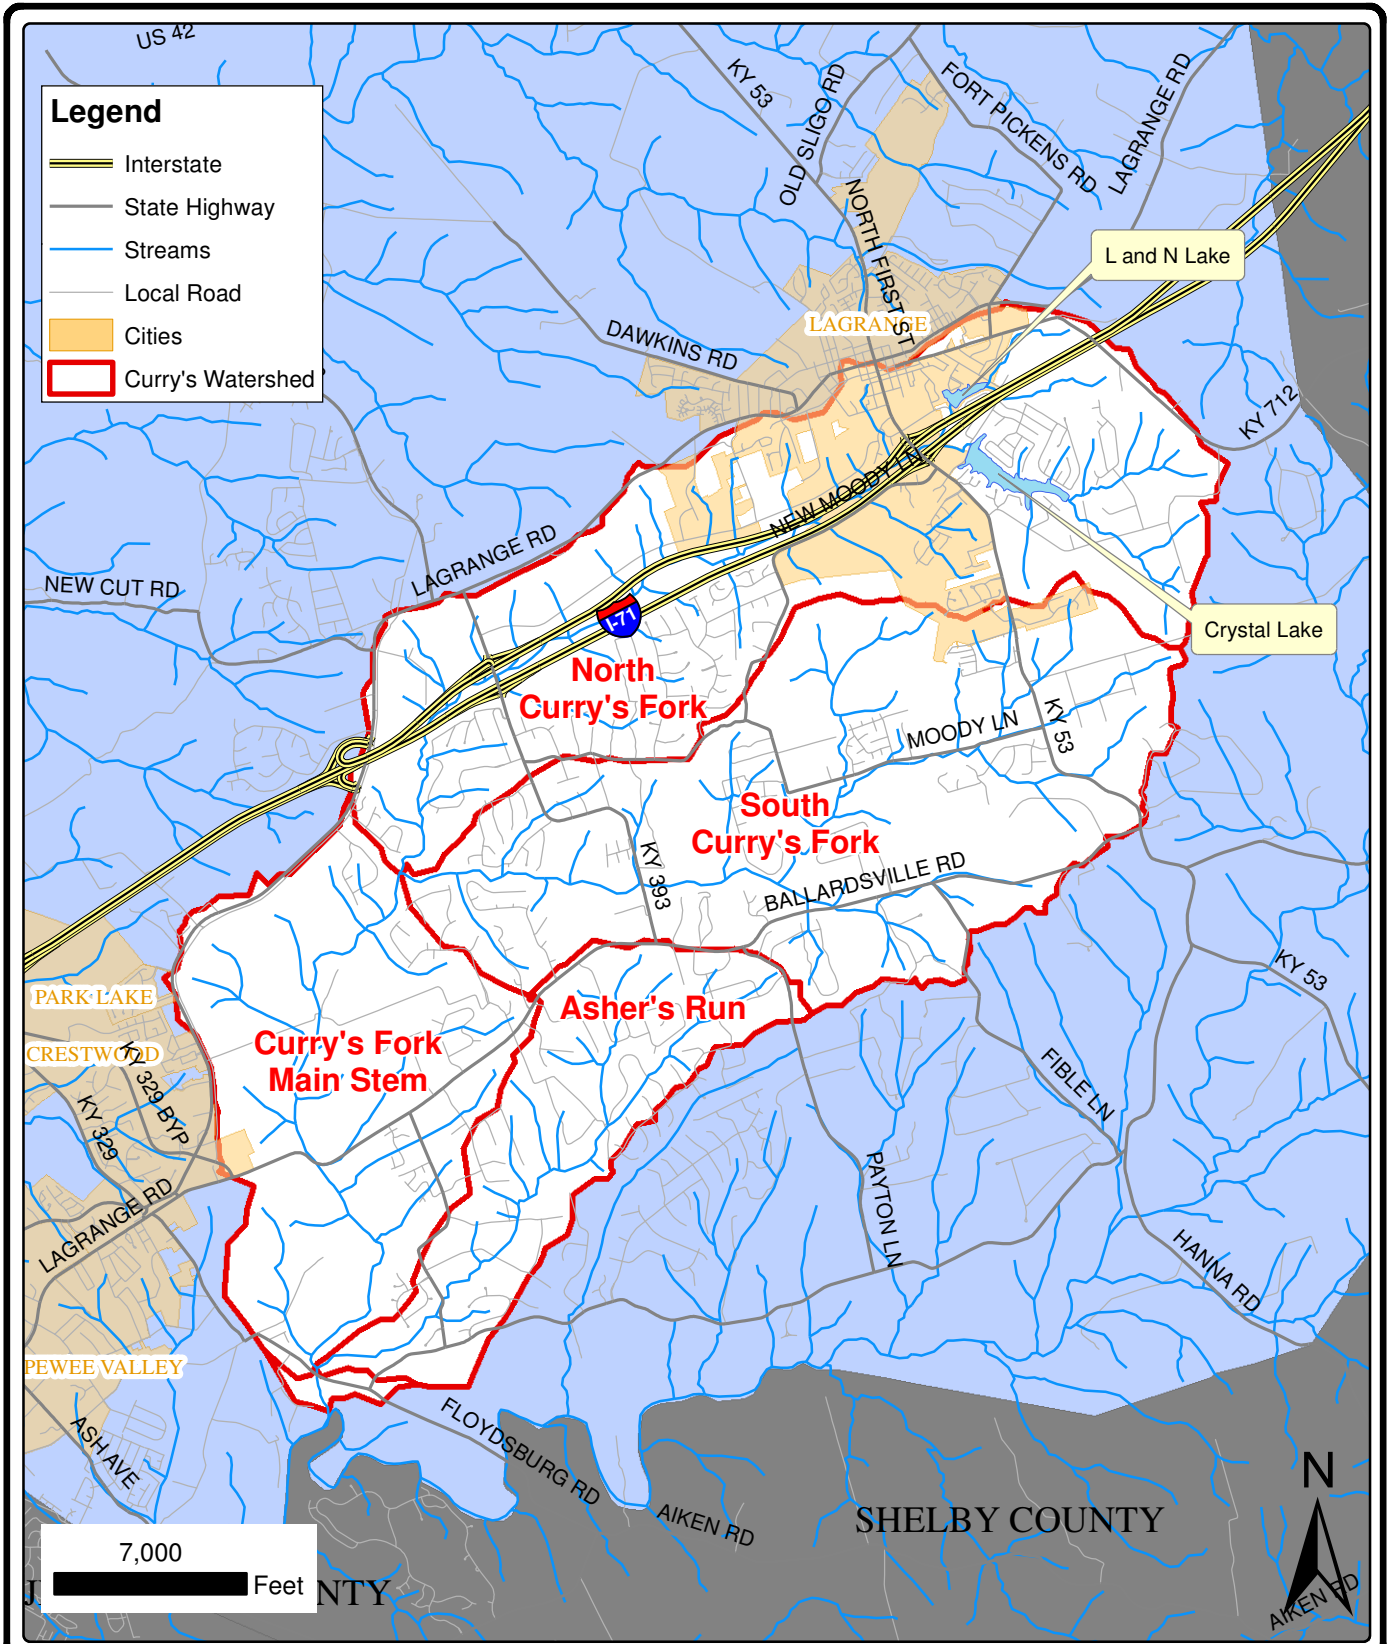 US 42
KY 53
OLD SLIGO RD
FORT PICKENS RD
LAGRANGE RD
Legend
Interstate
State Highway
Streams
Local Road
Cities
Curry's Watershed
NORTH FIRST ST
L and N Lake
LAGRANGE
DAWKINS RD
KY 712
NEW MOODY LN
LAGRANGE RD
NEW CUT RD
I-71
Crystal Lake
North
Curry's Fork
KY 53
MOODY LN
South
Curry's Fork
KY 393
BALLARDSVILLE RD
KY 53
PARK LAKE
Asher's Run
CRESTWOOD
KY 329 BYP
KY 329
Curry's Fork
Main Stem
FIBLE LN
PAYTON LN
LAGRANGE RD
HANNA RD
PEWEE VALLEY
ASH AVE
FLOYDSBURG RD
AIKEN RD
SHELBY COUNTY
N
7,000
Feet
NTY
AIKEN RD